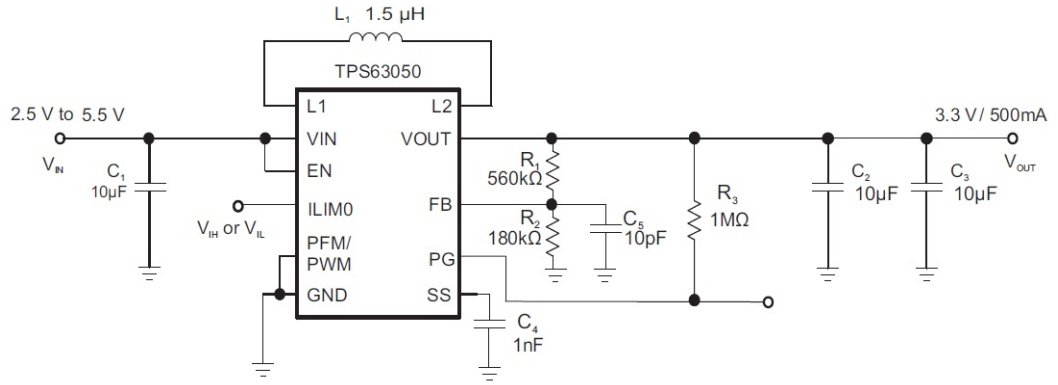 L₁ 1.5 µH
TPS63050
L1
L2
2.5 V to 5.5 V
3.3 V/ 500mA
VIN
VOUT
V_IN
V_OUT
EN
C₁
10µF
R₁
560kΩ
C₂
10µF
C₃
10µF
ILIM0
FB
R₂
180kΩ
C₅
10pF
R₃
1MΩ
V_IH or V_IL
PFM/
PWM
PG
GND
SS
C₄
1nF